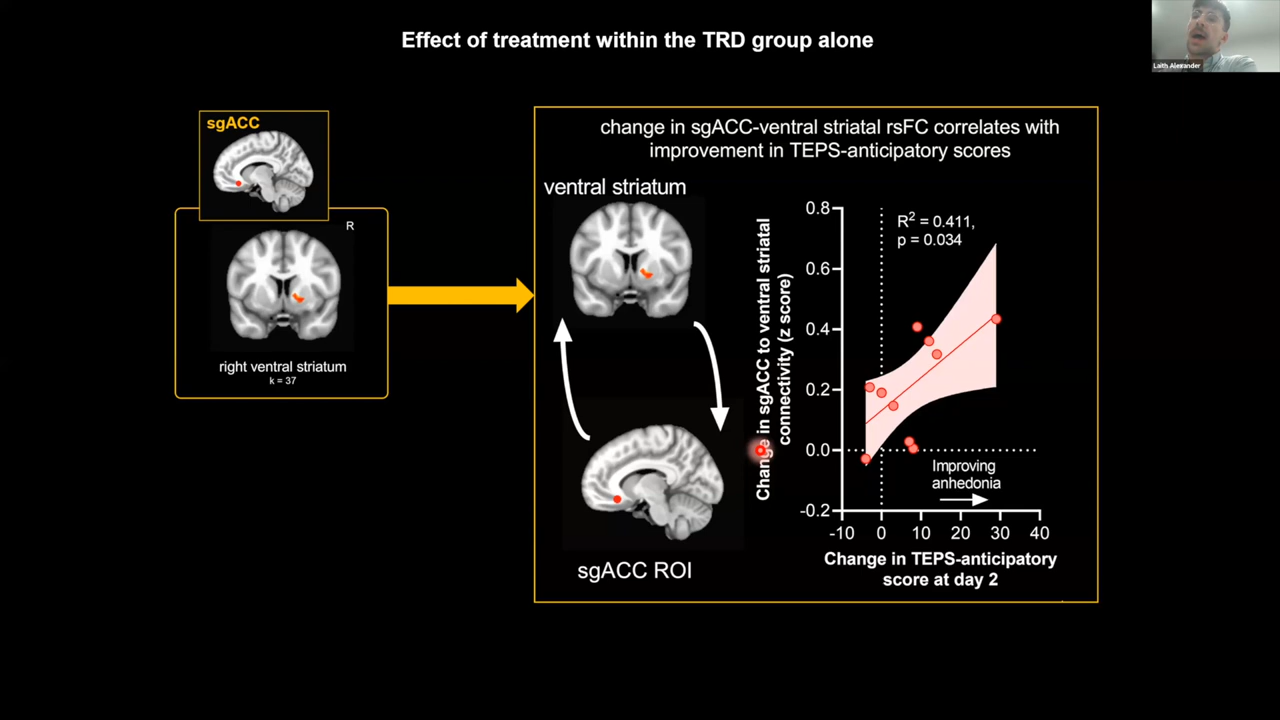 Effect of treatment within the TRD group alone
Laith Alexander
sgACC
R
right ventral striatum
k = 37
change in sgACC-ventral striatal rsFC correlates with
improvement in TEPS-anticipatory scores
ventral striatum
sgACC ROI
Change in sgACC to ventral striatal
connectivity (z score)
0.8
0.6
0.4
0.2
0.0
-0.2
R² = 0.411,
p = 0.034
Improving
anhedonia
-10 0 10 20 30 40
Change in TEPS-anticipatory
score at day 2